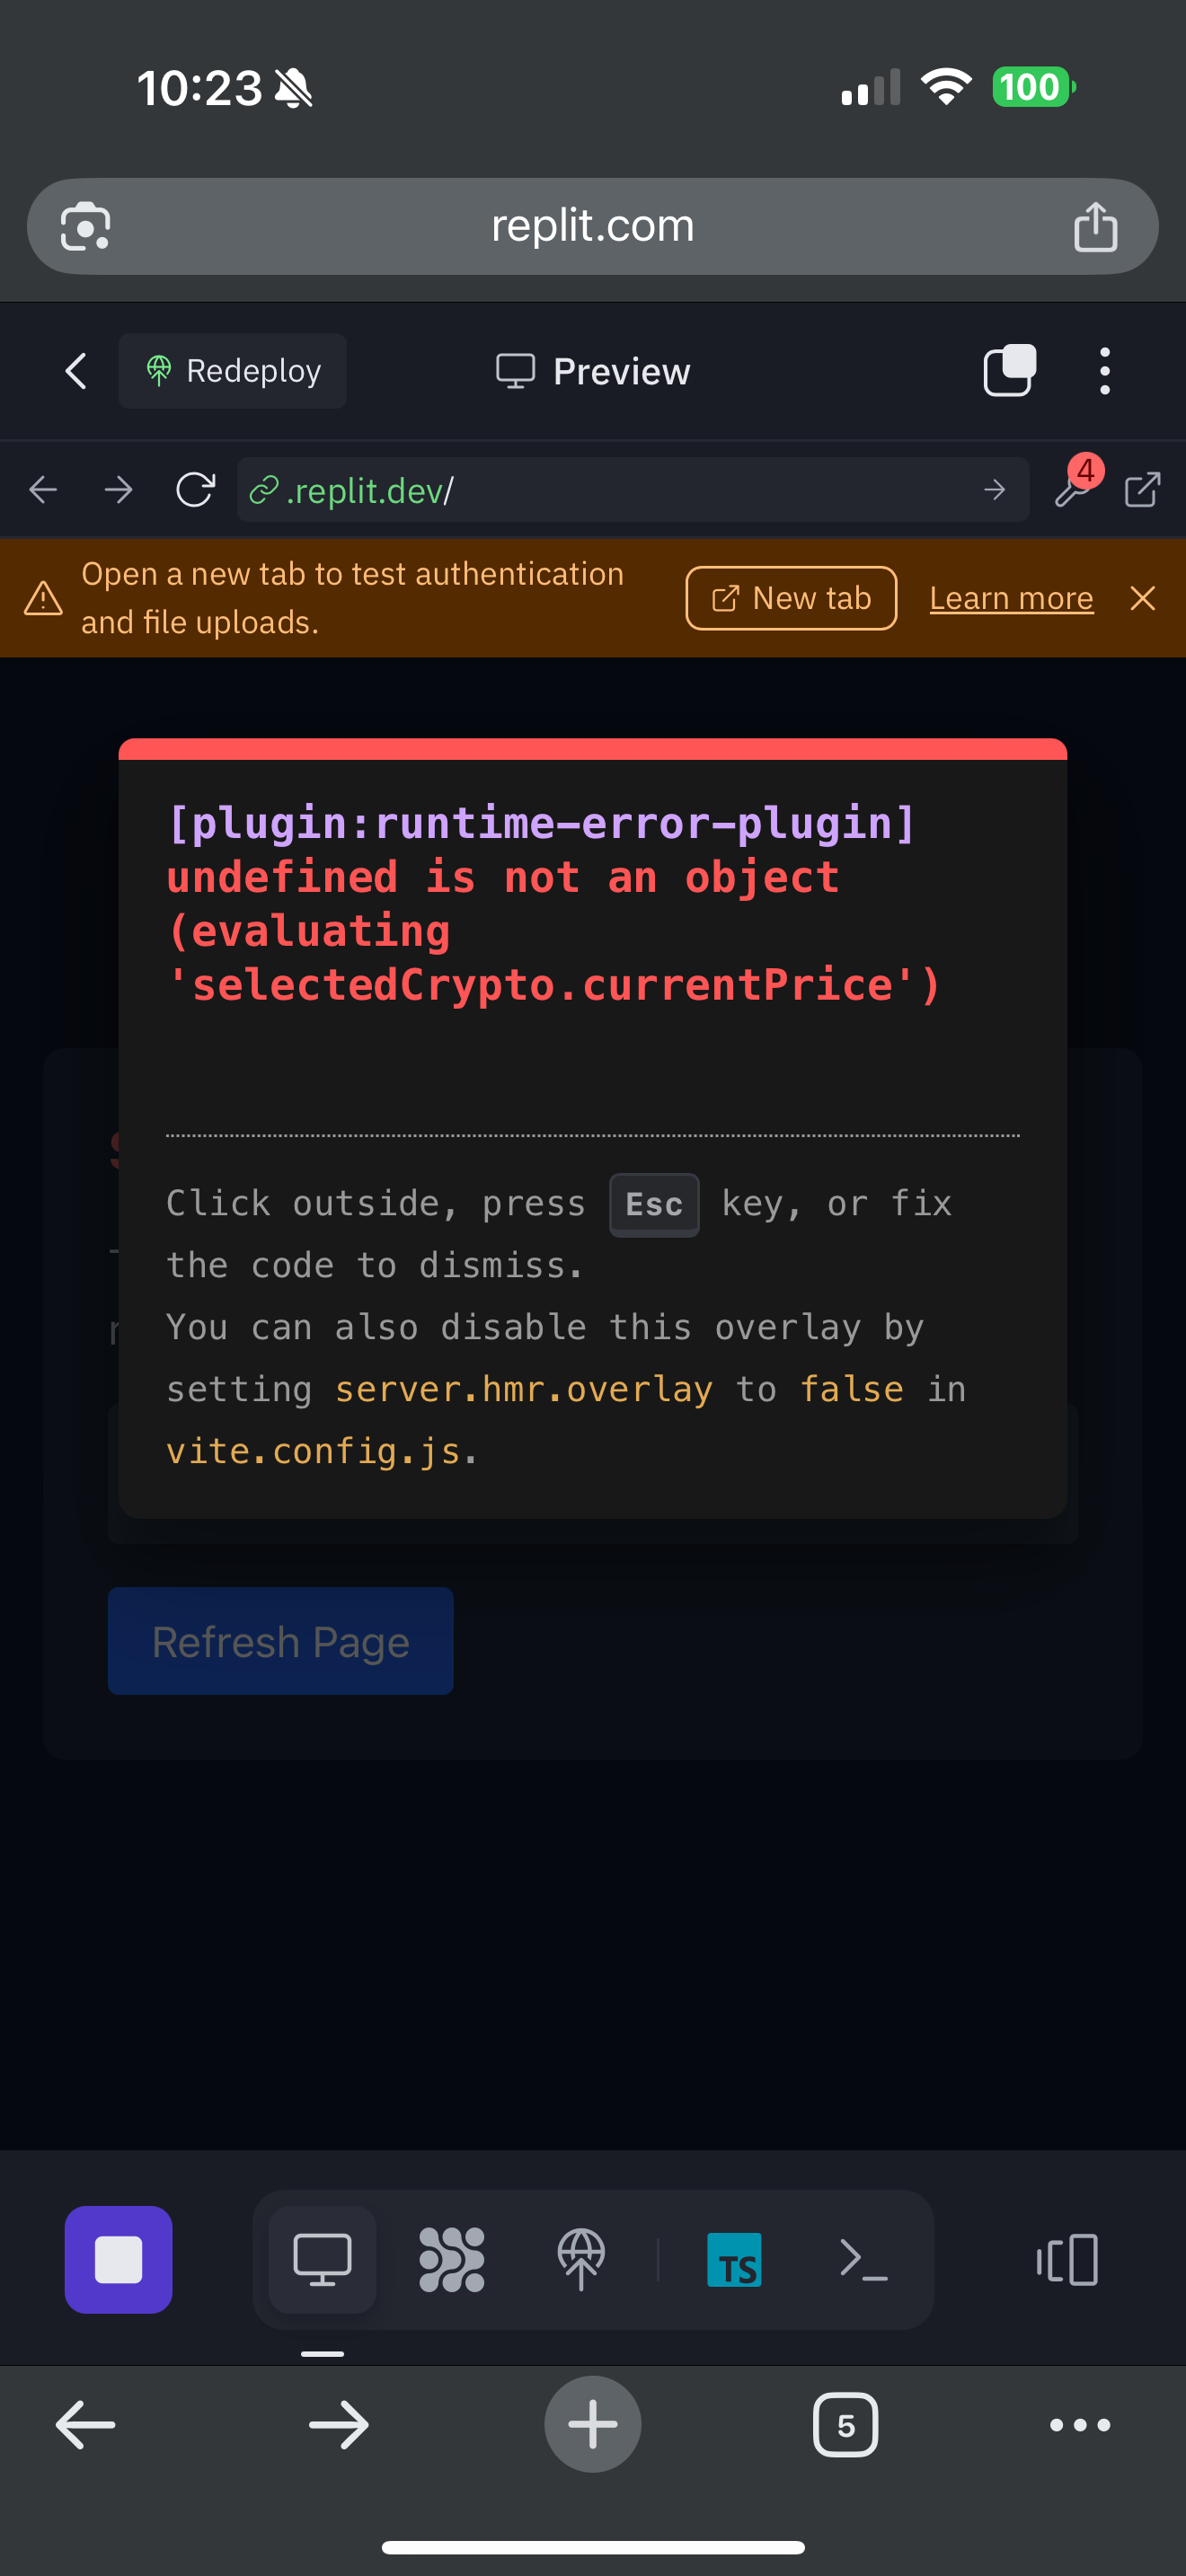 10:23
100
replit.com
Redeploy
Preview
.replit.dev/
4
Open a new tab to test authentication
and file uploads.
New tab
Learn more
[plugin:runtime-error-plugin]
undefined is not an object
(evaluating
'selectedCrypto.currentPrice')
Click outside, press Esc key, or fix
the code to dismiss.
You can also disable this overlay by
setting server.hmr.overlay to false in
vite.config.js.
Refresh Page
TS
5